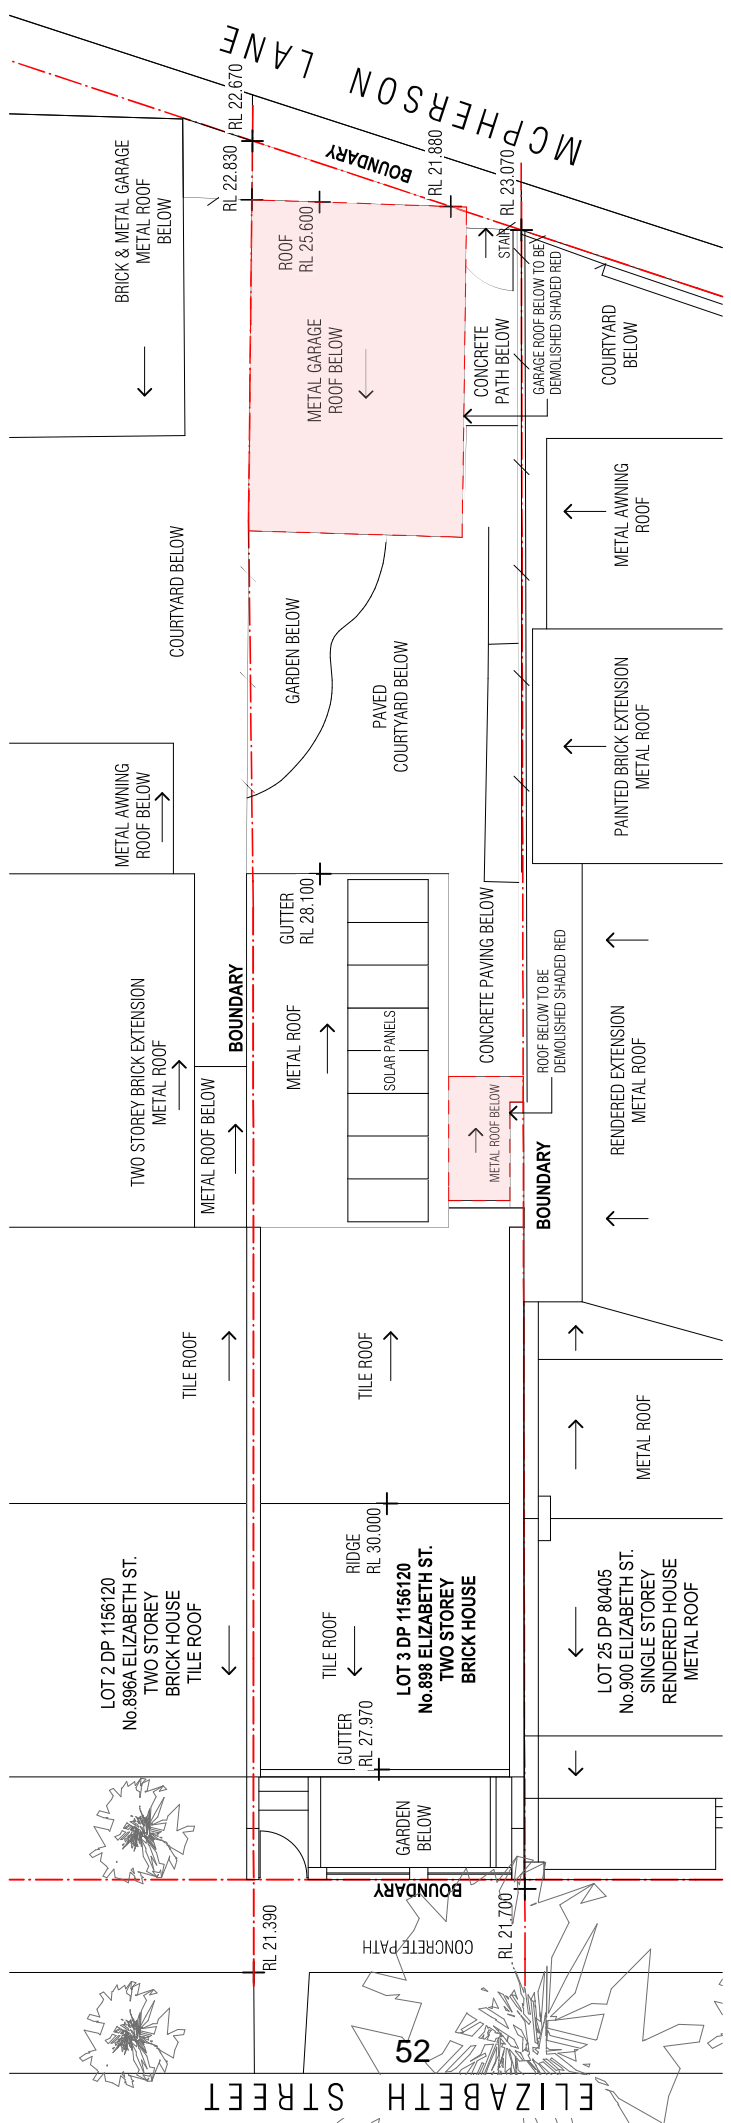 MCPHERSON LANE
RL 22.670
RL 22.830
BOUNDARY
RL 21.880
RL 23.070
BRICK & METAL GARAGE
METAL ROOF
BELOW
ROOF
RL 25.600
METAL GARAGE
ROOF BELOW
STAIR
CONCRETE
PATH BELOW
GARAGE ROOF BELOW TO BE
DEMOLISHED SHADED RED
COURTYARD
BELOW
COURTYARD BELOW
METAL AWNING
ROOF
GARDEN BELOW
PAVED
COURTYARD BELOW
PAINTED BRICK EXTENSION
METAL ROOF
METAL AWNING
ROOF BELOW
GUTTER
RL 28.100
CONCRETE PAVING BELOW
TWO STOREY BRICK EXTENSION
METAL ROOF
BOUNDARY
METAL ROOF
SOLAR PANELS
ROOF BELOW TO BE
DEMOLISHED SHADED RED
METAL ROOF BELOW
METAL ROOF BELOW
RENDERED EXTENSION
METAL ROOF
BOUNDARY
TILE ROOF
TILE ROOF
METAL ROOF
RIDGE
RL 30.000
LOT 2 DP 1156120
No.896A ELIZABETH ST.
TWO STOREY
BRICK HOUSE
TILE ROOF
TILE ROOF
LOT 3 DP 1156120
No.898 ELIZABETH ST.
TWO STOREY
BRICK HOUSE
LOT 25 DP 80405
No.900 ELIZABETH ST.
SINGLE STOREY
RENDERED HOUSE
METAL ROOF
GUTTER
RL 27.970
GARDEN
BELOW
BOUNDARY
RL 21.390
CONCRETE PATH
RL 21.700
52
ELIZABETH STREET